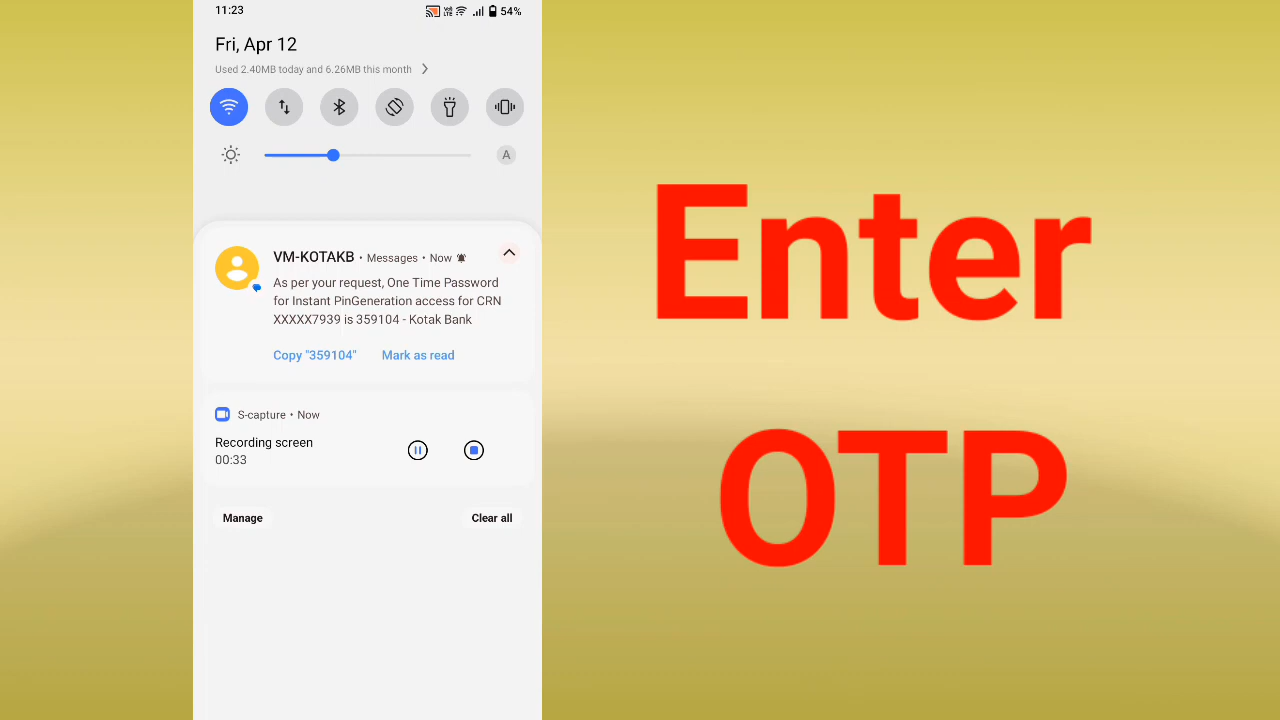 11:23
54%
Fri, Apr 12
Used 2.40MB today and 6.26MB this month
A
VM-KOTAKB • Messages • Now
As per your request, One Time Password
for Instant PinGeneration access for CRN
XXXXX7939 is 359104 - Kotak Bank
Copy "359104" Mark as read
S-capture • Now
Recording screen
00:33
Manage Clear all
Enter
OTP